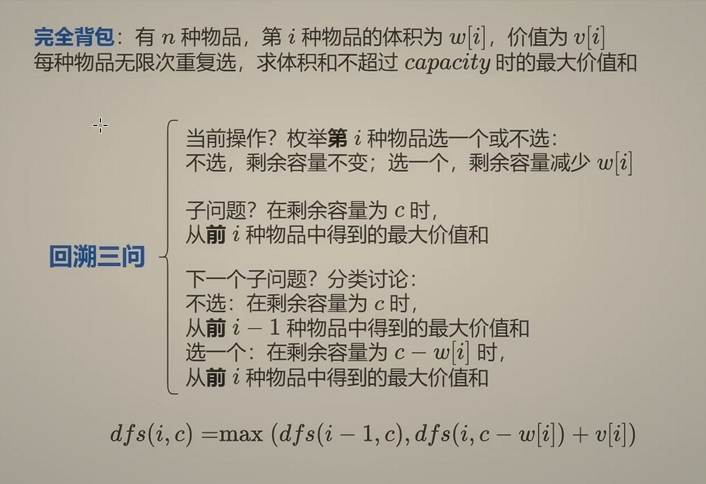 完全背包：有 n 种物品，第 i 种物品的体积为 w[i]，价值为 v[i]
每种物品无限次重复选，求体积和不超过 capacity 时的最大价值和
当前操作？枚举第 i 种物品选一个或不选：
不选，剩余容量不变；选一个，剩余容量减少 w[i]
子问题？在剩余容量为 c 时，
从前 i 种物品中得到的最大价值和
回溯三问
下一个子问题？分类讨论：
不选：在剩余容量为 c 时，
从前 i − 1 种物品中得到的最大价值和
选一个：在剩余容量为 c − w[i] 时，
从前 i 种物品中得到的最大价值和
dfs(i, c) =max (dfs(i − 1, c), dfs(i, c − w[i]) + v[i])